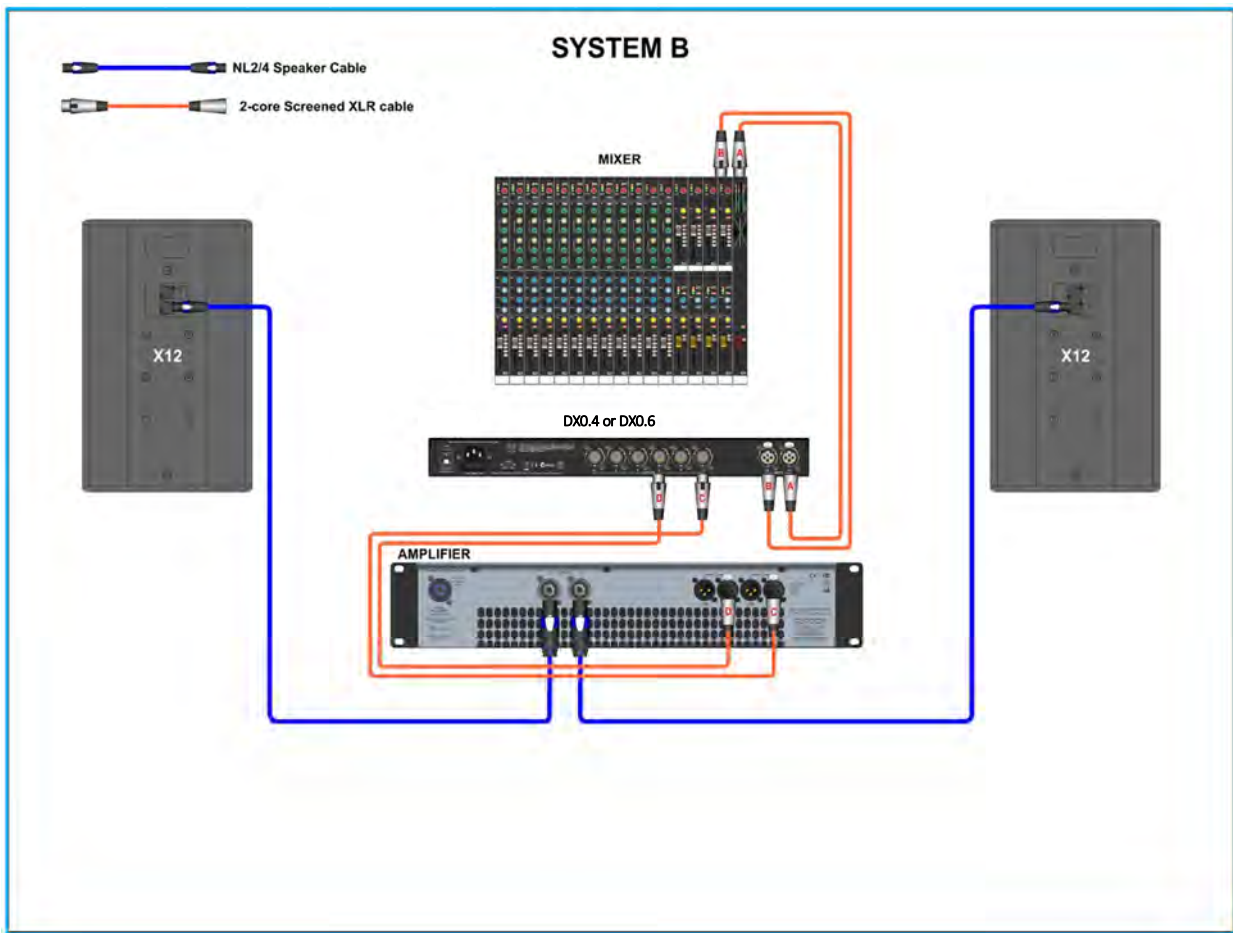 SYSTEM B
NL2/4 Speaker Cable
2-core Screened XLR cable
B A
MIXER
X12
X12
DX0.4 or DX0.6
D C B A
AMPLIFIER
D C